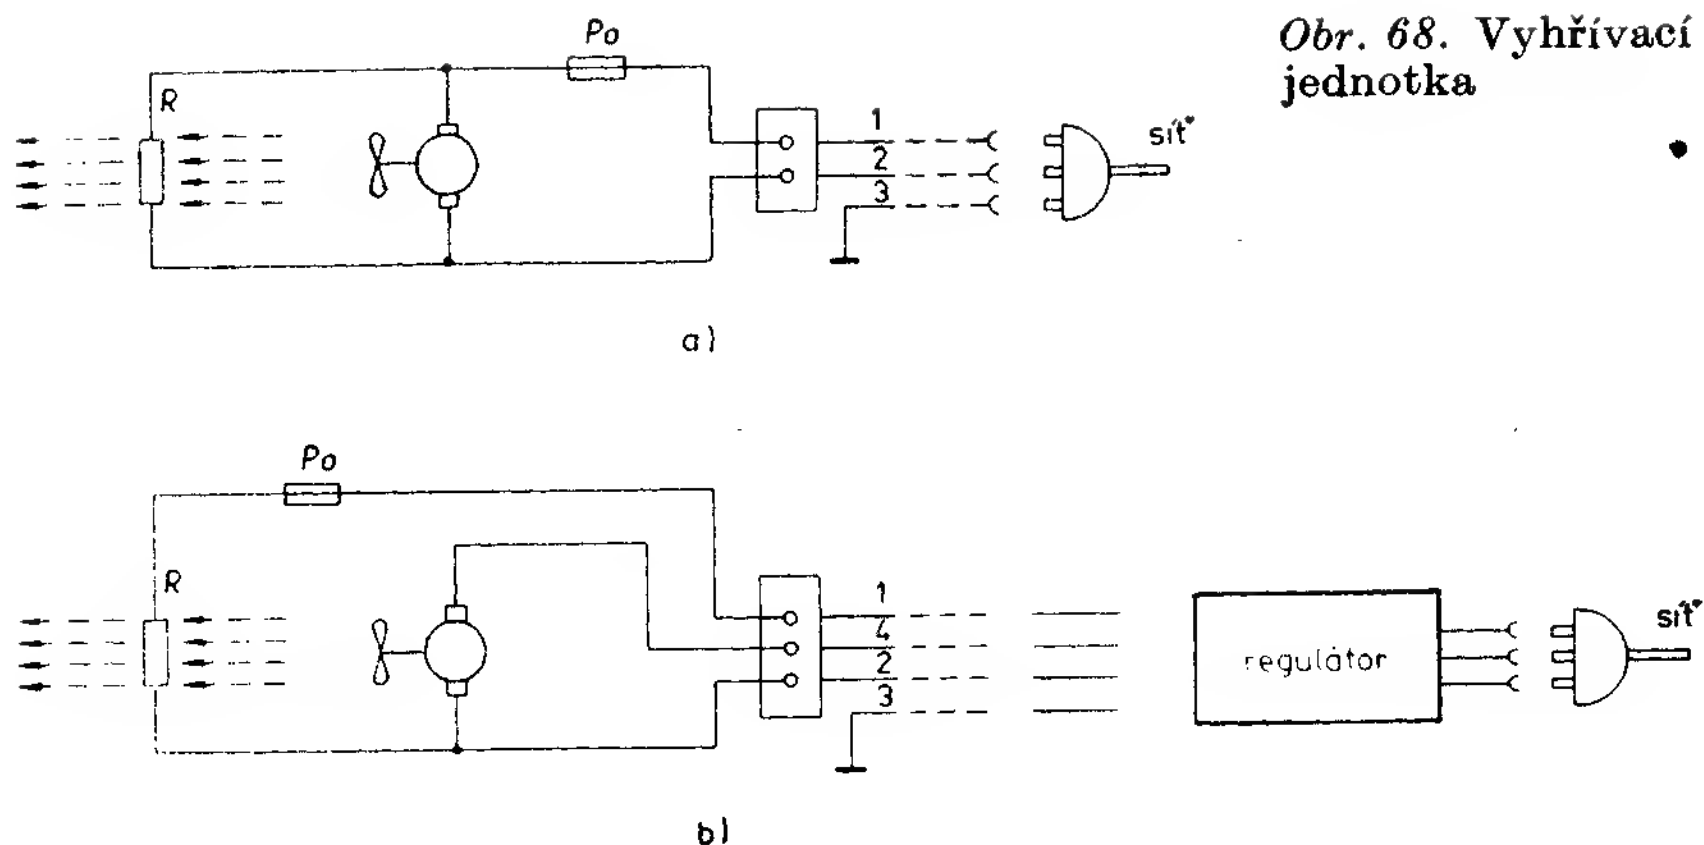 Obr. 68. Vyhřívací
jednotka
Po
R
1
2
3
síť
a)
Po
R
1
4
2
3
regulátor
síť
b)